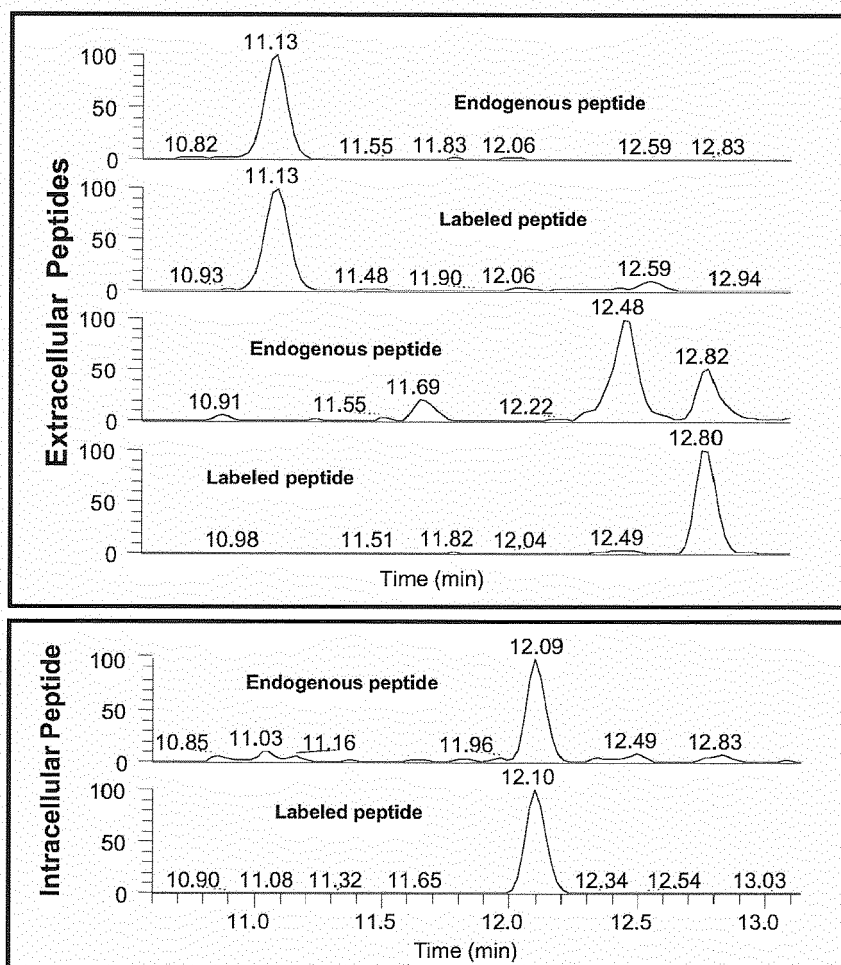 Extracellular Peptides
100
50
0
11.13
Endogenous peptide
10.82 11.55 11.83 12.06 12.59 12.83
100
50
0
11.13
Labeled peptide
10.93 11.48 11.90 12.06 12.59 12.94
100
50
0
12.48
Endogenous peptide
12.82
10.91 11.55 11.69 12.22
100
50
0
12.80
Labeled peptide
10.98 11.51 11.82 12,04 12.49
Time (min)
Intracellular Peptide
100
50
0
12.09
Endogenous peptide
10.85 11.03 11.16 11.96 12.49 12.83
100
50
0
12.10
Labeled peptide
10.90 11.08 11.32 11.65 12.34 12.54 13.03
11.0 11.5 12.0 12.5 13.0
Time (min)